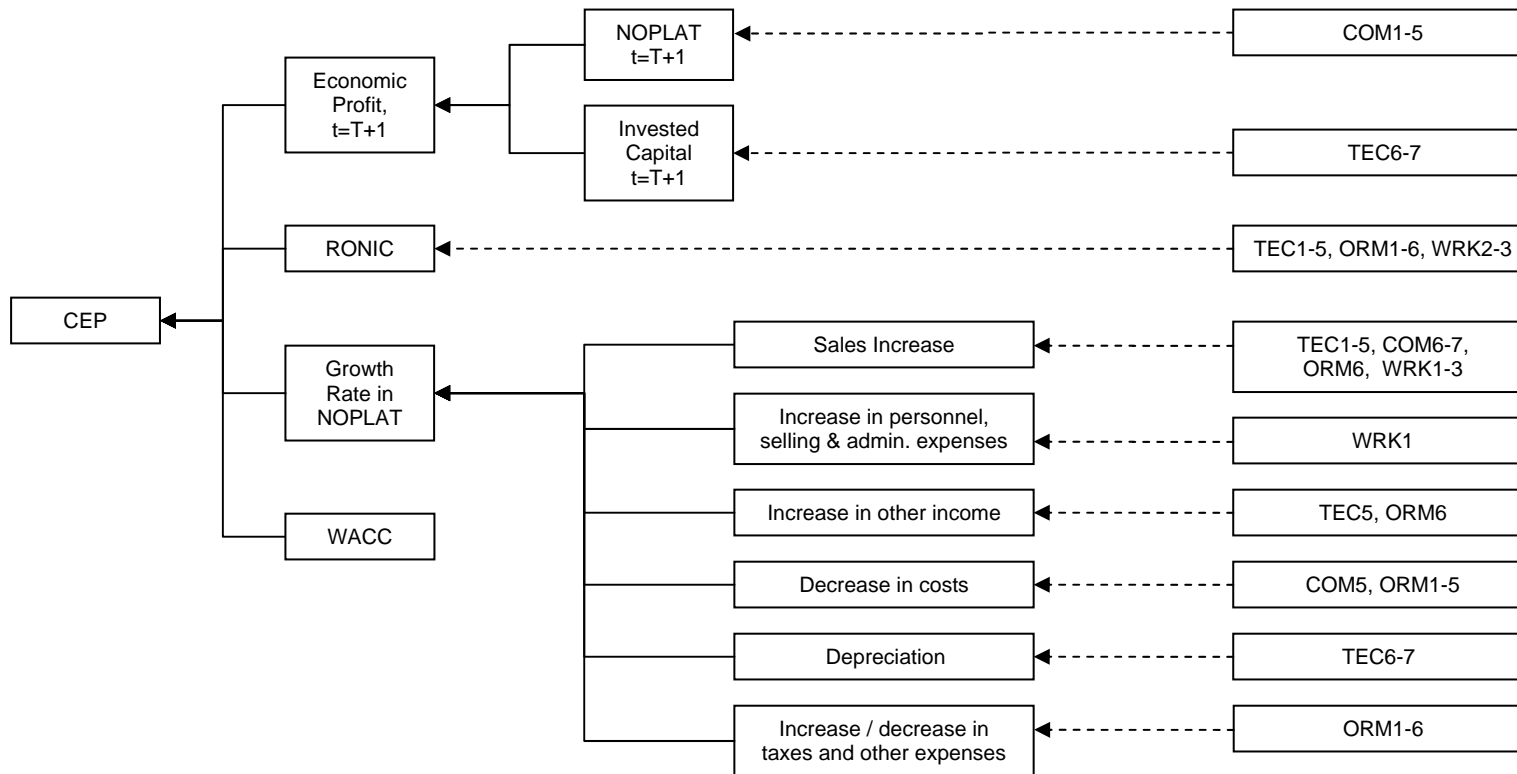 NOPLAT
t=T+1
COM1-5
Economic
Profit,
t=T+1
Invested
Capital
t=T+1
TEC6-7
RONIC
TEC1-5, ORM1-6, WRK2-3
CEP
Growth
Rate in
NOPLAT
Sales Increase
TEC1-5, COM6-7,
ORM6, WRK1-3
Increase in personnel,
selling & admin. expenses
WRK1
WACC
Increase in other income
TEC5, ORM6
Decrease in costs
COM5, ORM1-5
Depreciation
TEC6-7
Increase / decrease in
taxes and other expenses
ORM1-6